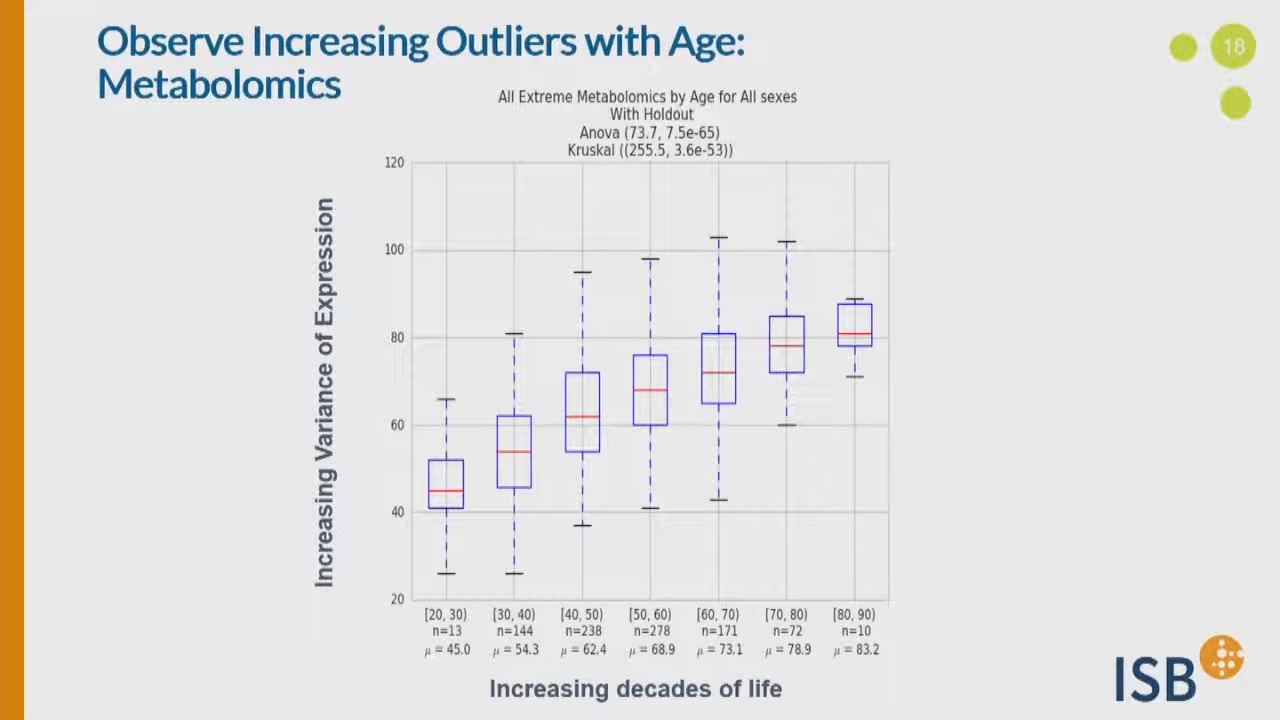 Observe Increasing Outliers with Age:
Metabolomics
18
All Extreme Metabolomics by Age for All sexes
With Holdout
Anova (73.7, 7.5e-65)
Kruskal ((255.5, 3.6e-53))
Increasing Variance of Expression
120
100
80
60
40
20
[20, 30) [30, 40) [40, 50) [50, 60) [60, 70) [70, 80) [80, 90)
n=13 n=144 n=238 n=278 n=171 n=72 n=10
μ = 45.0 μ = 54.3 μ = 62.4 μ = 68.9 μ = 73.1 μ = 78.9 μ = 83.2
Increasing decades of life
ISB